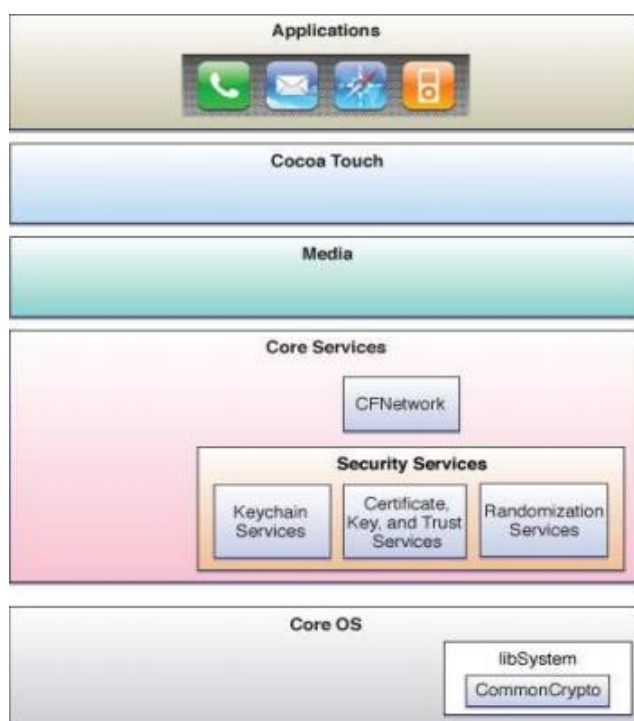 Applications
Cocoa Touch
Media
Core Services
CFNetwork
Security Services
Keychain
Services
Certificate,
Key, and Trust
Services
Randomization
Services
Core OS
libSystem
CommonCrypto